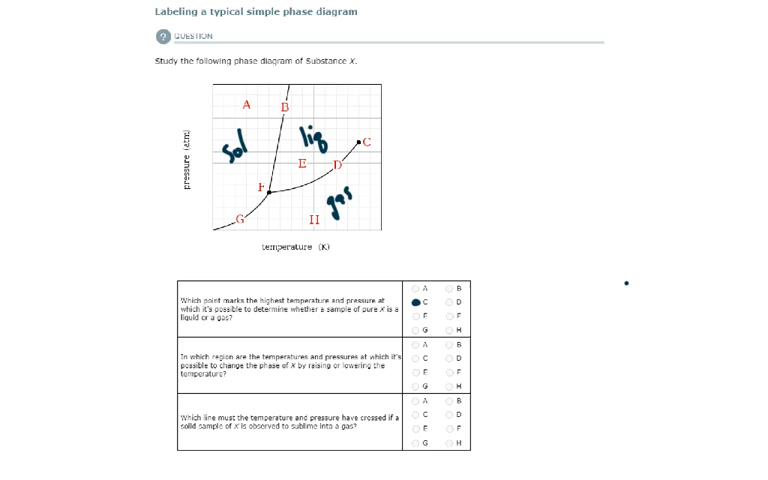 Labeling a typical simple phase diagram
? QUESTION
Study the following phase diagram of Substance X.
A
B
sol
liq
C
E
D
F
gas
G
H
pressure (atm)
temperature (K)
Which point marks the highest temperature and pressure at
which it's possible to determine whether a sample of pure X is a
liquid or a gas?
A B
C D
E F
G H
In which region are the temperatures and pressures at which it's
possible to change the phase of X by raising or lowering the
temperature?
A B
C D
E F
G H
Which line must the temperature and pressure have crossed if a
solid sample of X is observed to sublime into a gas?
A B
C D
E F
G H